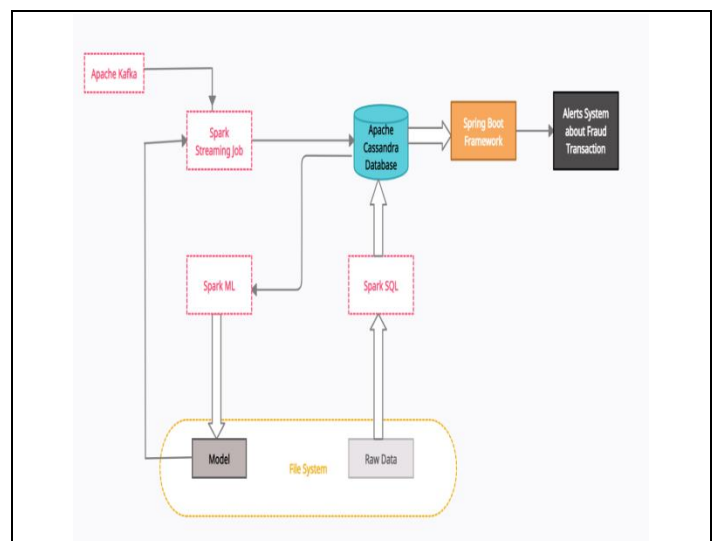 Apache Kafka
Spark
Streaming Job
Apache
Cassandra
Database
Spring Boot
Framework
Alerts System
about Fraud
Transaction
Spark ML
Spark SQL
Model
File System
Raw Data